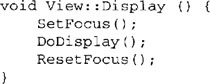 void View::Display () {
    SetFocus();
    DoDisplay();
    ResetFocus();
}